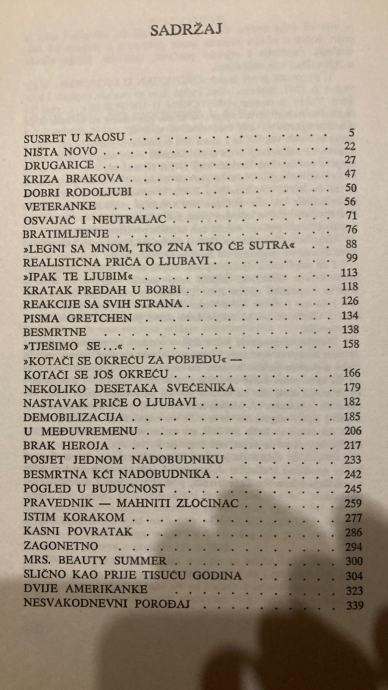 SADRŽAJ
SUSRET U KAOSU . . . . . . . . . . . . . . 5
NIŠTA NOVO . . . . . . . . . . . . . . . 22
DRUGARICE . . . . . . . . . . . . . . . 27
KRIZA BRAKOVA . . . . . . . . . . . . . . 47
DOBRI RODOLJUBI . . . . . . . . . . . . . 50
VETERANKE . . . . . . . . . . . . . . . 56
OSVAJAČ I NEUTRALAC . . . . . . . . . . . 71
BRATIMLJENJE . . . . . . . . . . . . . . 76
»LEGNI SA MNOM, TKO ZNA TKO ĆE SUTRA« . . . 88
REALISTIČNA PRIČA O LJUBAVI . . . . . . . . 99
»IPAK TE LJUBIM« . . . . . . . . . . . . 113
KRATAK PREDAH U BORBI . . . . . . . . . . 118
REAKCIJE SA SVIH STRANA . . . . . . . . . . 126
PISMA GRETCHEN . . . . . . . . . . . . . 134
BESMRTNE . . . . . . . . . . . . . . . 138
»TJEŠIMO SE...« . . . . . . . . . . . . . 158
»KOTAČI SE OKREĆU ZA POBJEDU« —
KOTAČI SE JOŠ OKREĆU . . . . . . . . . . . 166
NEKOLIKO DESETAKA SVEĆENIKA . . . . . . . . 179
NASTAVAK PRIČE O LJUBAVI . . . . . . . . . 182
DEMOBILIZACIJA . . . . . . . . . . . . . 185
U MEĐUVREMENU . . . . . . . . . . . . . 206
BRAK HEROJA . . . . . . . . . . . . . . 217
POSJET JEDNOM NADOBUDNIKU . . . . . . . . 233
BESMRTNA KĆI NADOBUDNIKA . . . . . . . . . 242
POGLED U BUDUĆNOST . . . . . . . . . . . 245
PRAVEDNIK — MAHNITI ZLOČINAC . . . . . . . 259
ISTIM KORAKOM . . . . . . . . . . . . . 277
KASNI POVRATAK . . . . . . . . . . . . . 286
ZAGONETNO . . . . . . . . . . . . . . . 294
MRS. BEAUTY SUMMER . . . . . . . . . . . 300
SLIČNO KAO PRIJE TISUĆU GODINA . . . . . . . 304
DVIJE AMERIKANKE . . . . . . . . . . . . 323
NESVAKODNEVNI POROĐAJ . . . . . . . . . . 339